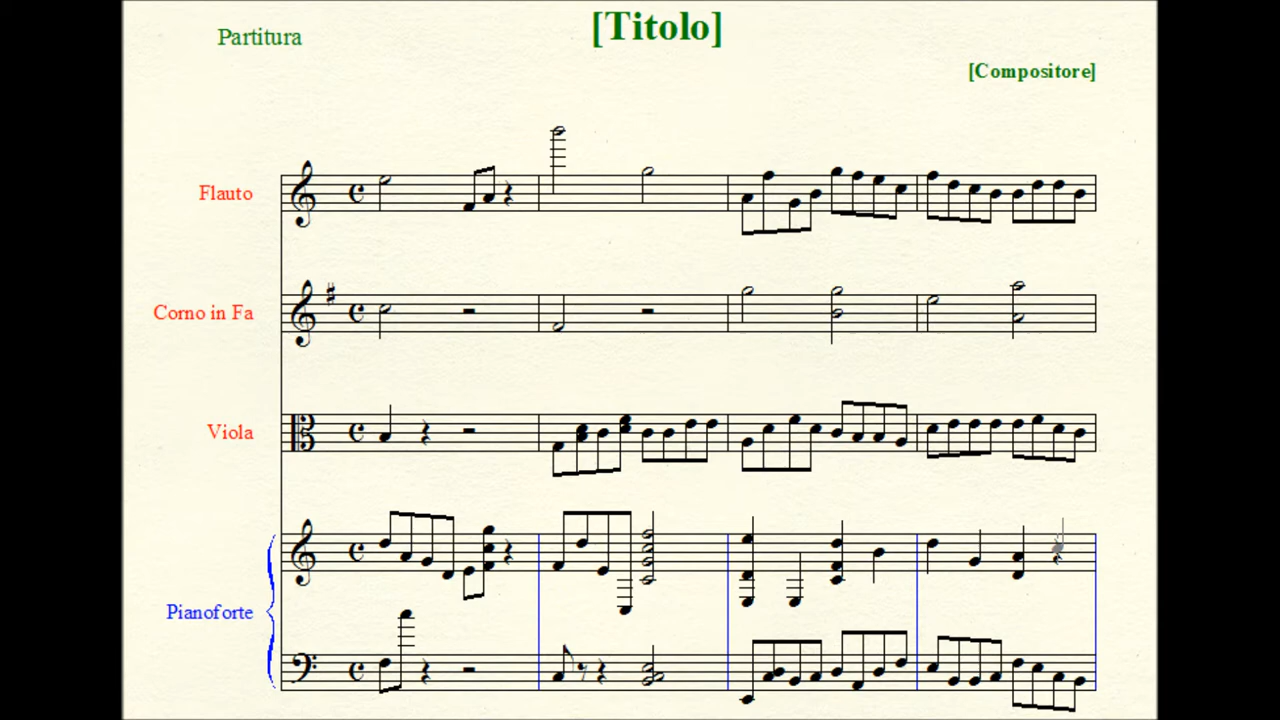 Partitura
[Titolo]
[Compositore]
Flauto
Corno in Fa
Viola
Pianoforte